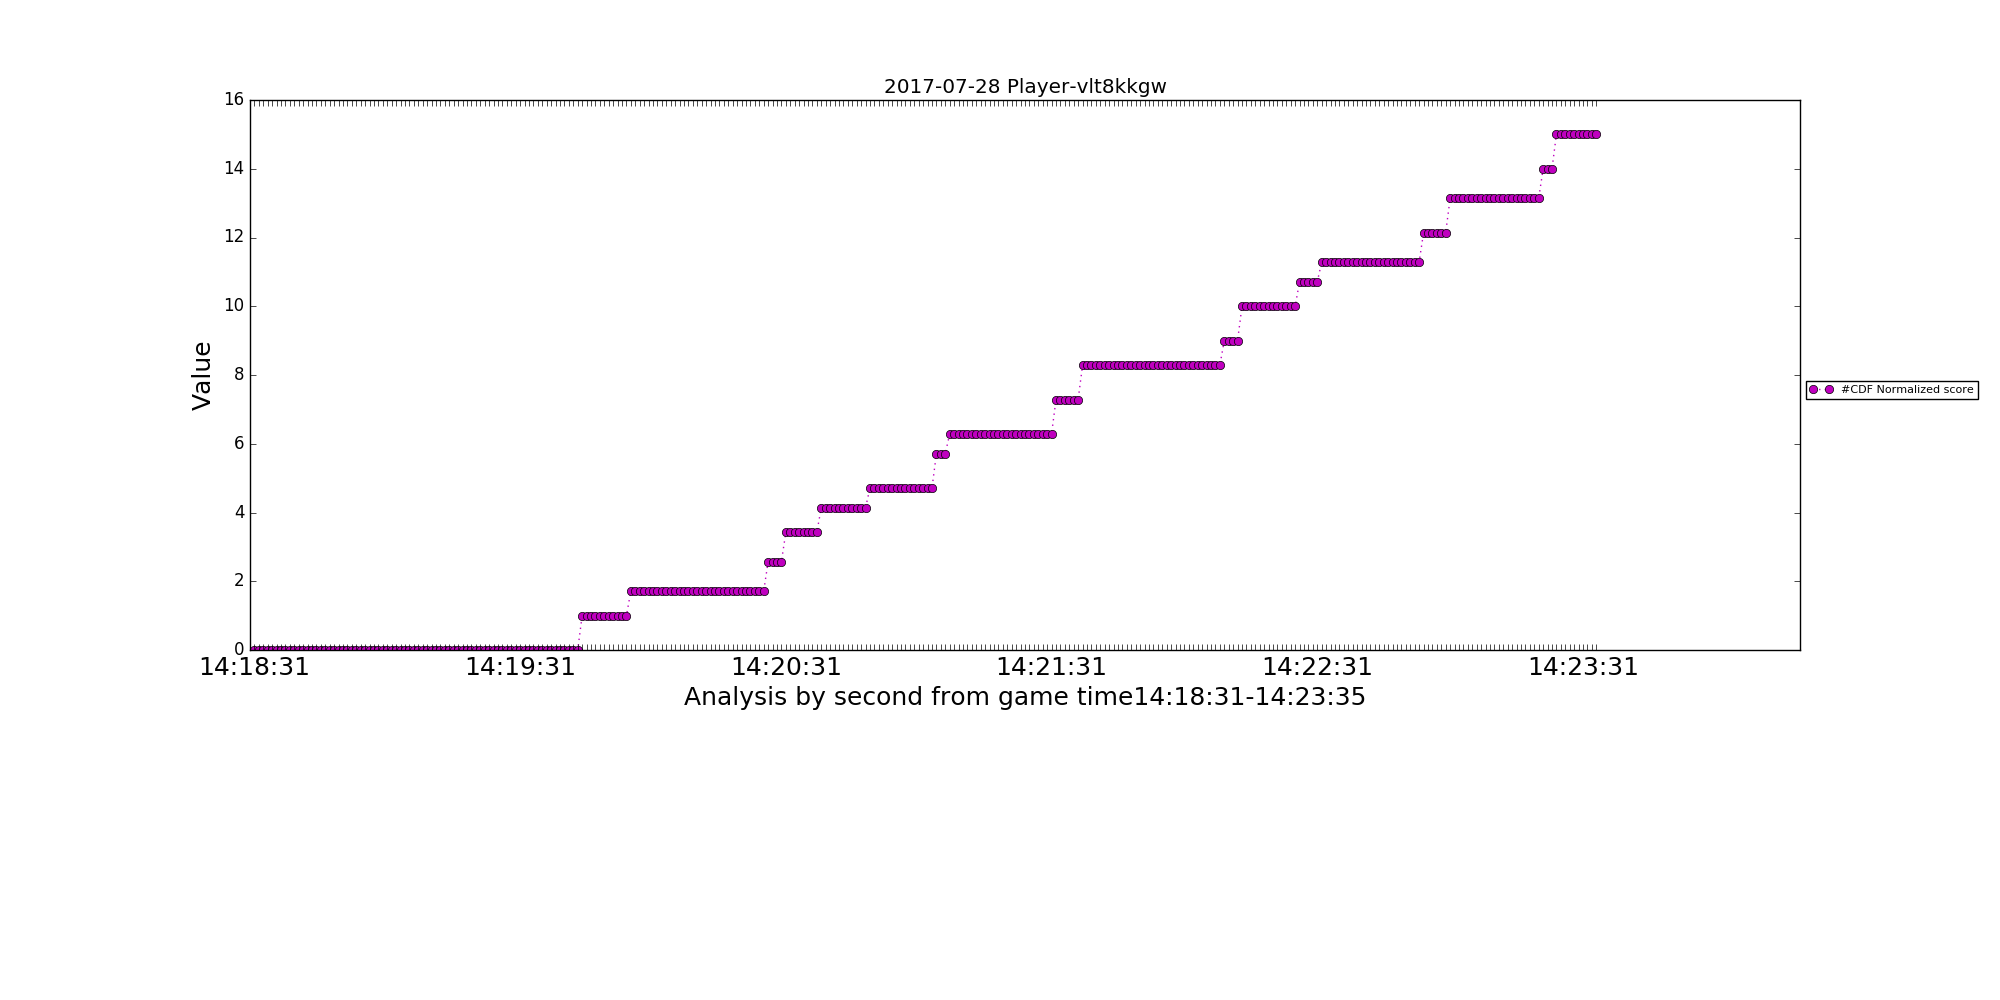 2017-07-28 Player-vlt8kkgw
16
14
12
10
8
6
4
2
0
Value
#CDF Normalized score
14:18:31 14:19:31 14:20:31 14:21:31 14:22:31 14:23:31
Analysis by second from game time14:18:31-14:23:35